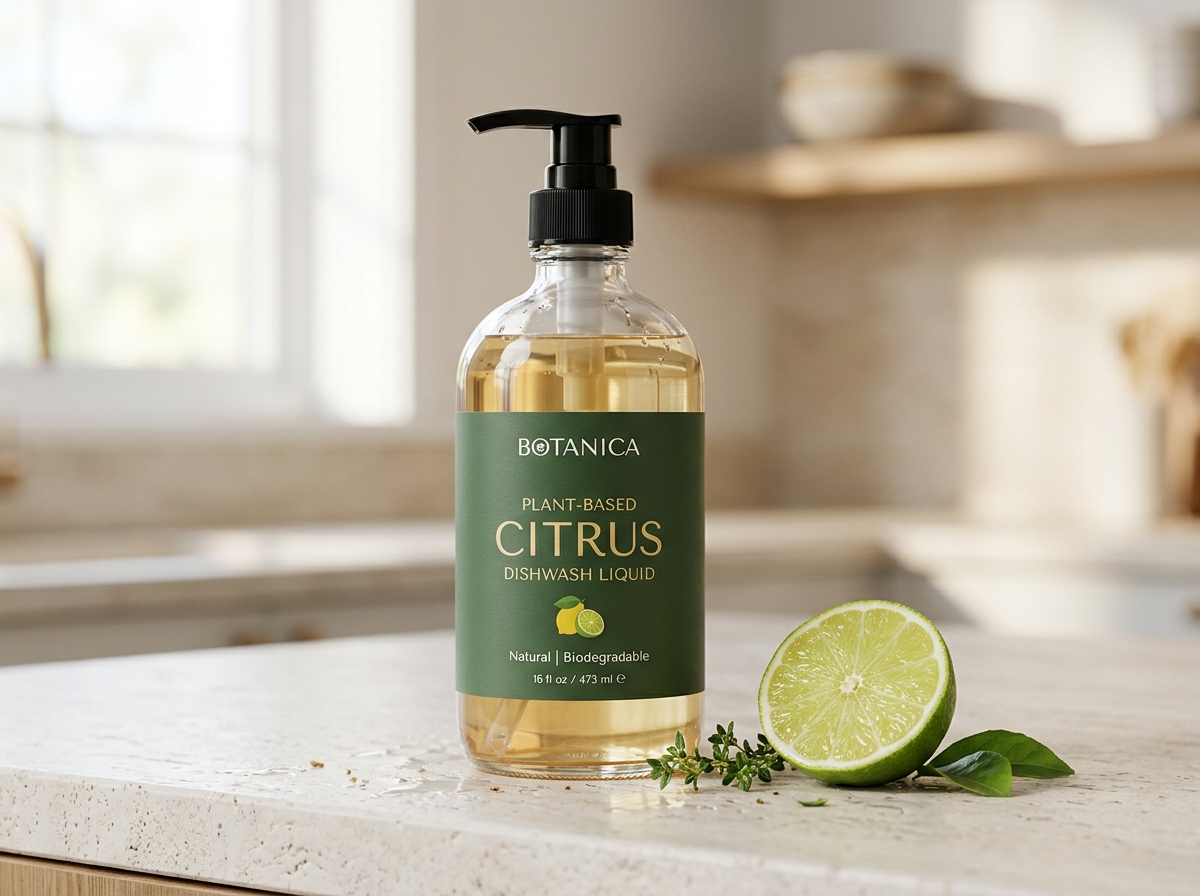 BOTANICA
PLANT-BASED
CITRUS
DISHWASH LIQUID
Natural | Biodegradable
16 fl oz / 473 ml ℮